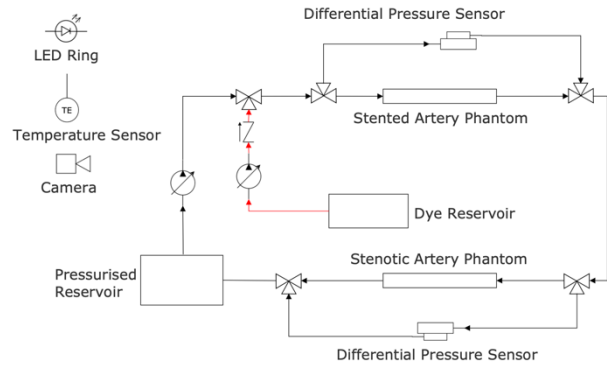 Differential Pressure Sensor
LED Ring
TE
Temperature Sensor
Stented Artery Phantom
Camera
Dye Reservoir
Stenotic Artery Phantom
Pressurised
Reservoir
Differential Pressure Sensor